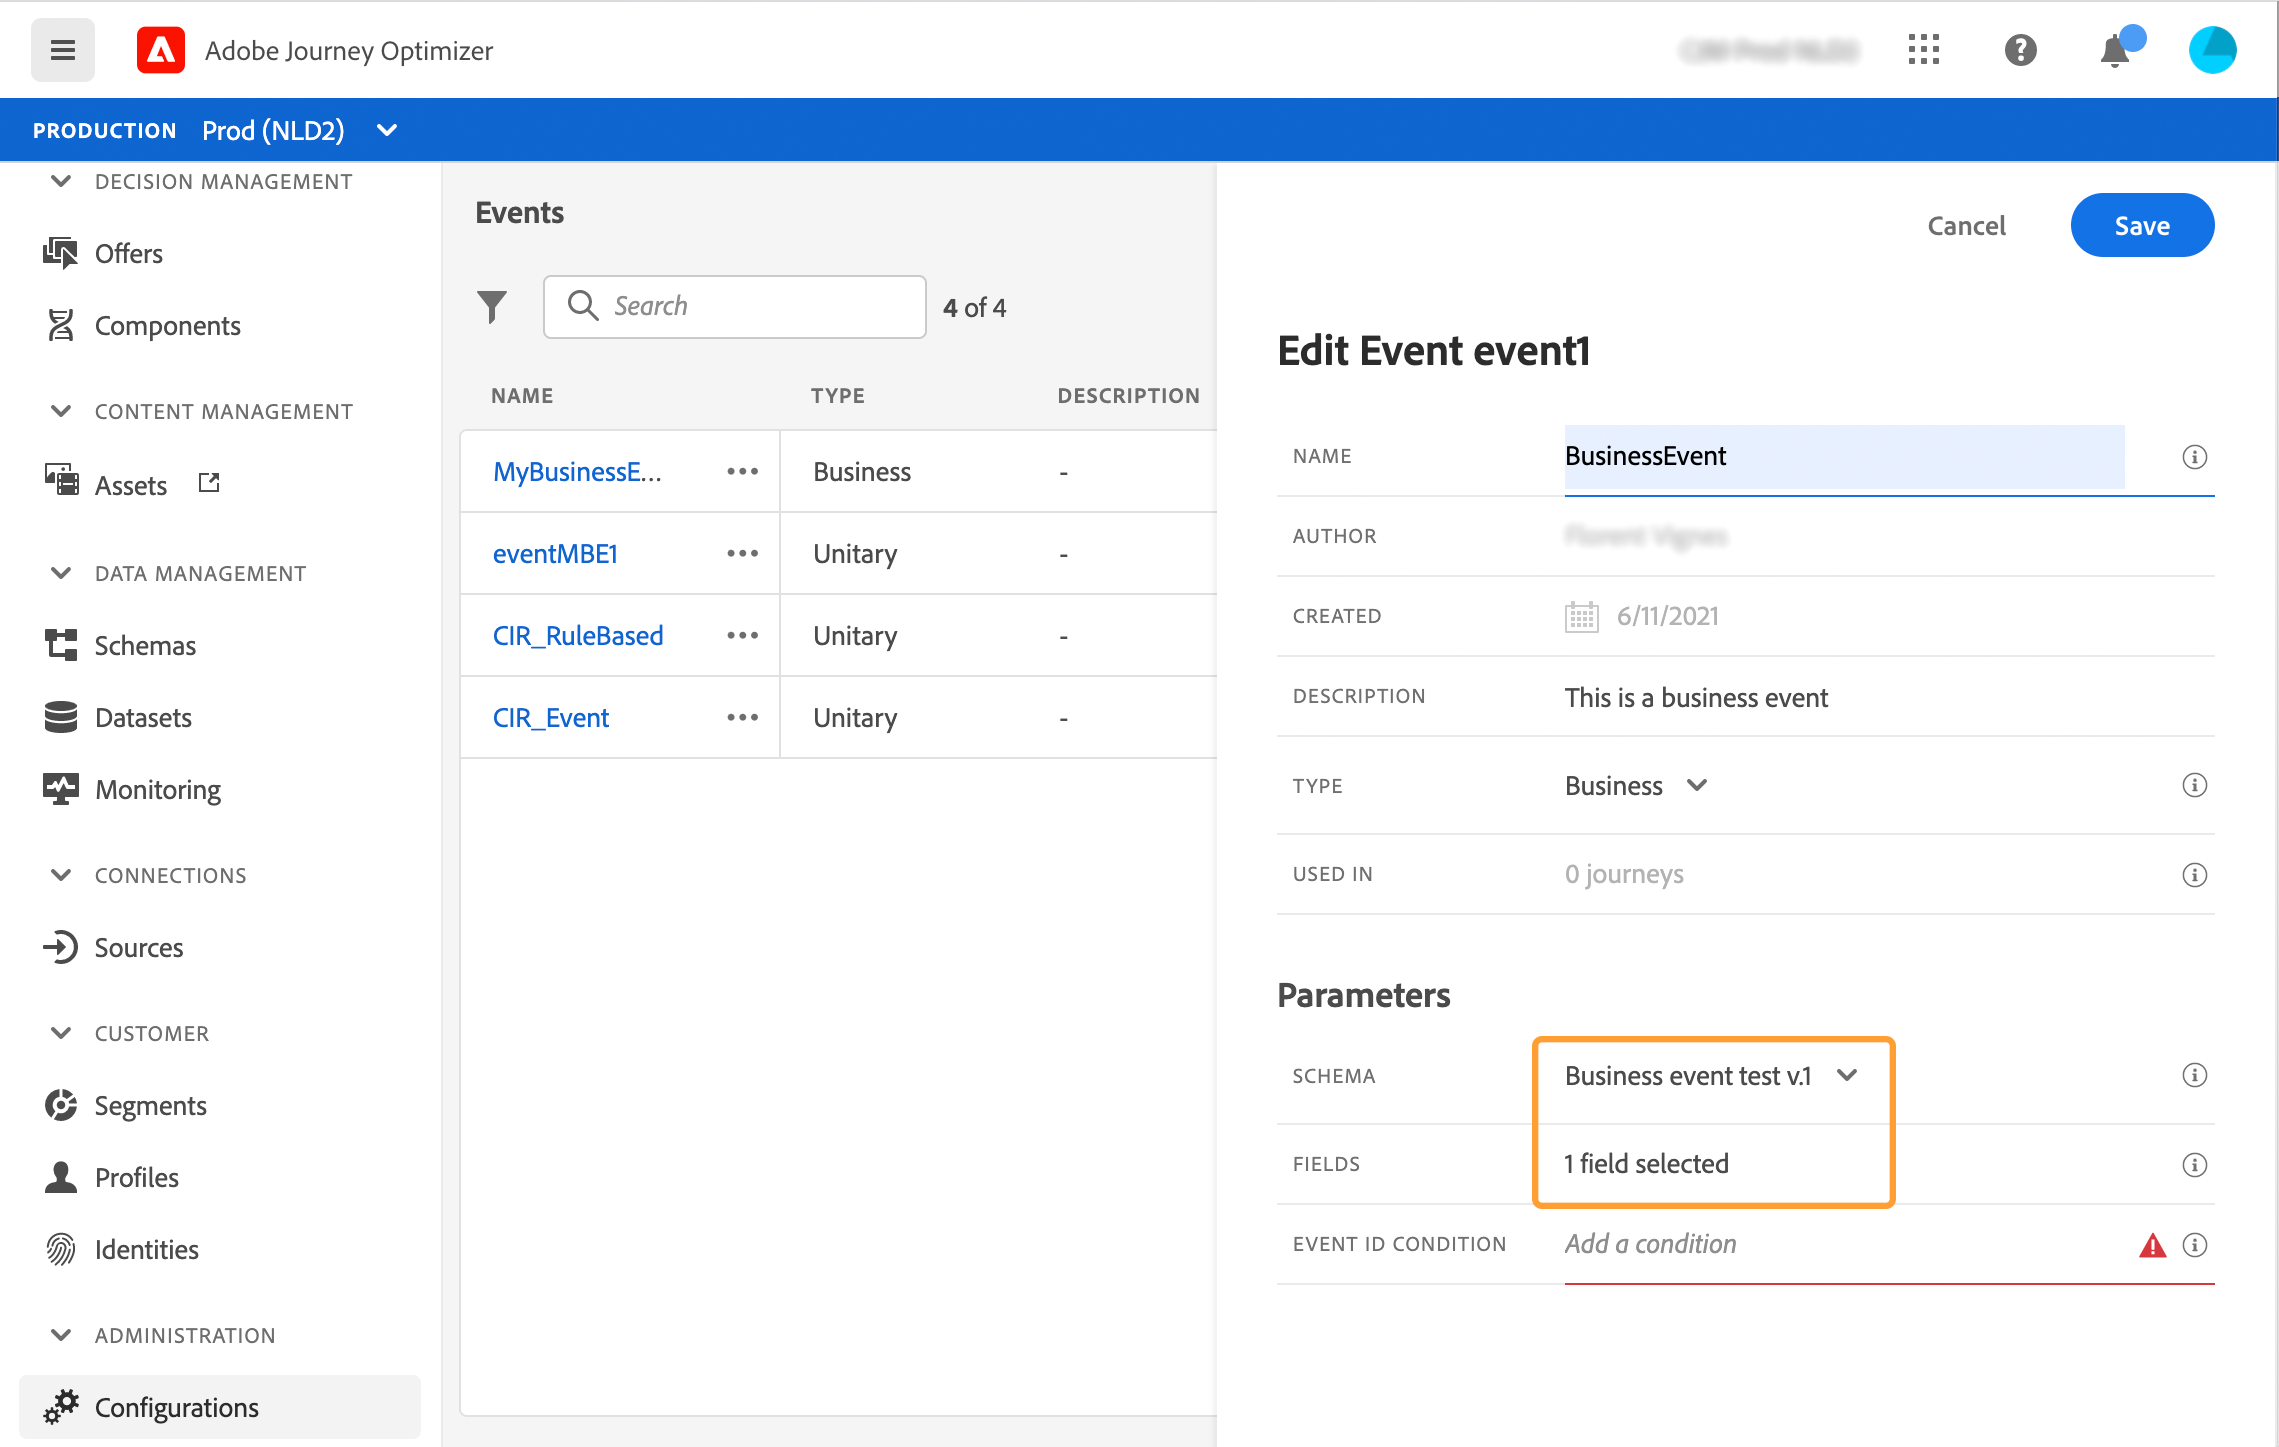 Adobe Journey Optimizer
PRODUCTION Prod (NLD2)
DECISION MANAGEMENT
Offers
Components
CONTENT MANAGEMENT
Assets
DATA MANAGEMENT
Schemas
Datasets
Monitoring
CONNECTIONS
Sources
CUSTOMER
Segments
Profiles
Identities
ADMINISTRATION
Configurations
Events
Search
4 of 4
NAME TYPE DESCRIPTION
MyBusinessE... Business -
eventMBE1 Unitary -
CIR_RuleBased Unitary -
CIR_Event Unitary -
Cancel
Save
Edit Event event1
NAME BusinessEvent
AUTHOR
CREATED 6/11/2021
DESCRIPTION This is a business event
TYPE Business
USED IN 0 journeys
Parameters
SCHEMA Business event test v.1
FIELDS 1 field selected
EVENT ID CONDITION Add a condition